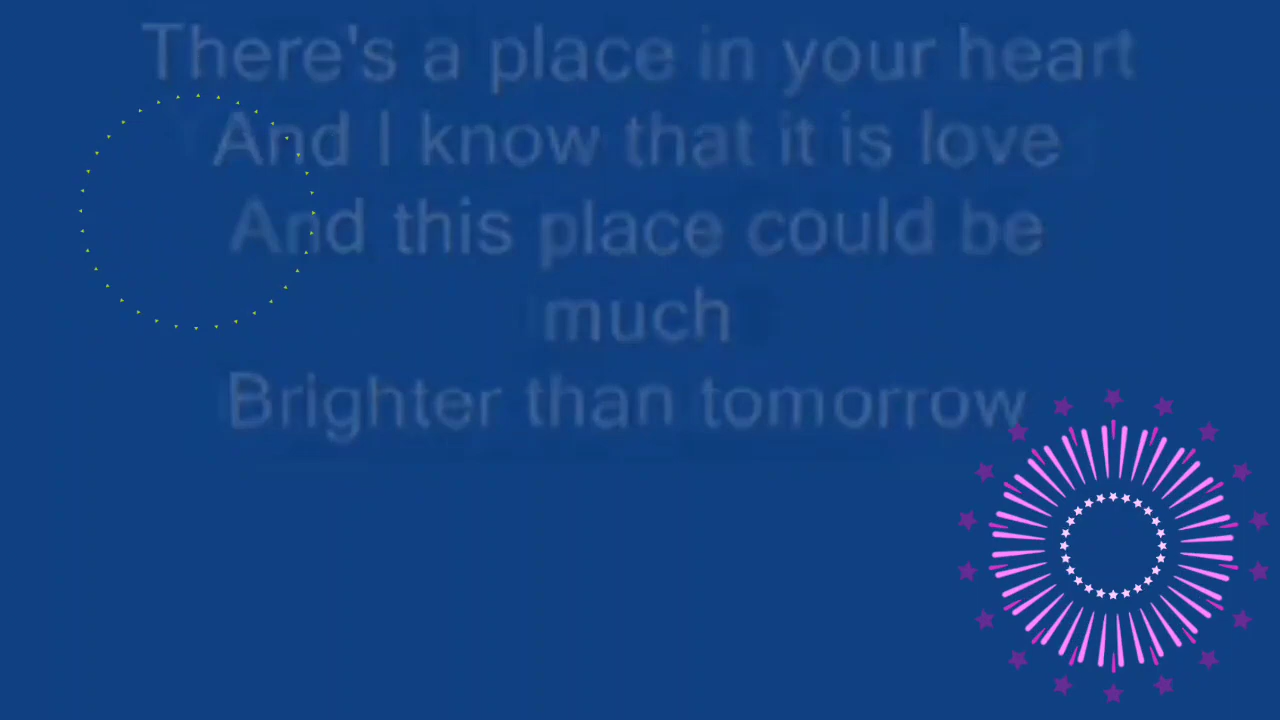 There's a place in your heart
And I know that it is love
And this place could be
much
Brighter than tomorrow